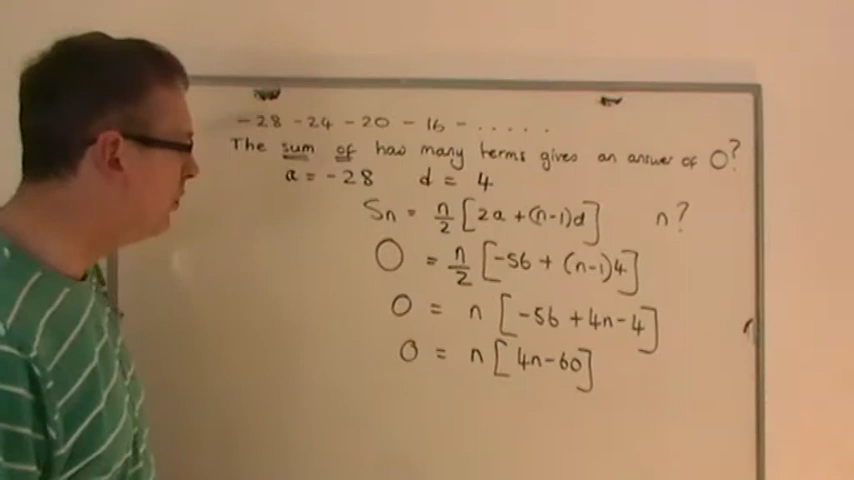 -28 -24 -20 -16 - . . . . .
The sum of how many terms gives an answer of 0?
a = -28 d = 4
Sn = n/2 [2a + (n-1)d] n?
0 = n/2 [-56 + (n-1)4]
0 = n [-56 + 4n - 4]
0 = n [4n - 60]